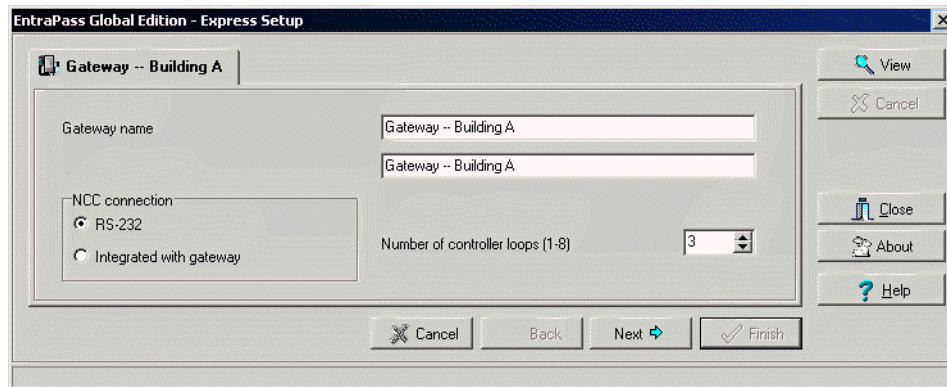 EntraPass Global Edition - Express Setup
Gateway -- Building A
View
Cancel
Gateway name
Gateway -- Building A
Gateway -- Building A
NCC connection
RS-232
Integrated with gateway
Number of controller loops (1-8)
3
Close
About
Help
Cancel
Back
Next
Finish